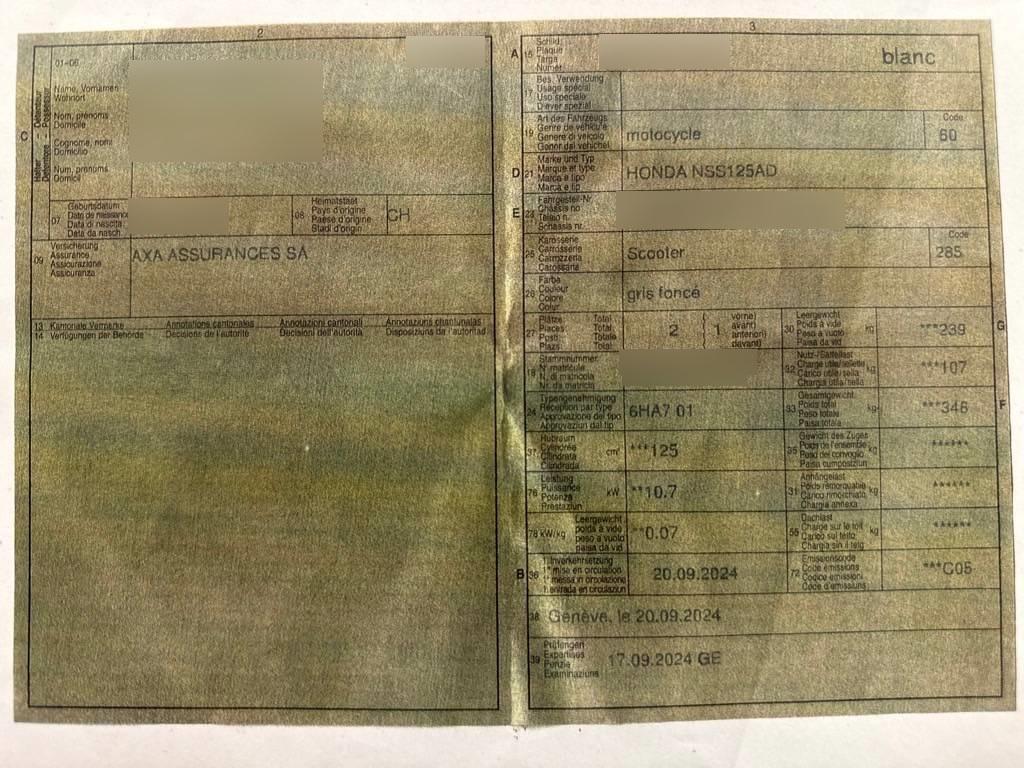 2
C
Halter - Détenteur
Detentore - Possessur
01-06
Name, Vornamen
Wohnort
Nom, prénoms
Domicile
Cognome, nomi
Domicilio
Num, prenoms
Domicil
07
Geburtsdatum
Date de naissance
Data di nascita
Data da nasch.
08
Heimatstaat
Pays d'origine
Paese d'origine
Stadi d'origin
CH
09
Versicherung
Assurance
Assicurazione
Assicuranza
AXA ASSURANCES SA
13 Kantonale Vermerke Annotations cantonales Annotazioni cantonali Annotaziuns chantunalas
14 Verfügungen der Behörde Décisions de l'autorité Decisioni dell'autorità Disposiziuns da l'autoritad
3
A 15
Schild
Plaque
Targa
Numer
blanc
17
Bes. Verwendung
Usage spécial
Uso speciale
Diever spezial
19
Art des Fahrzeugs
Genre de véhicule
Genere di veicolo
Gener dal vehichel
motocycle
Code
60
D 21
Marke und Typ
Marque et type
Marca e tipo
Marca e tip
HONDA NSS125AD
E 23
Fahrgestell-Nr.
Châssis no
Telaio n.
Schassis nr.
25
Karosserie
Carrosserie
Carrozzeria
Carossaria
Scooter
Code
285
26
Farbe
Couleur
Colore
Colur
gris foncé
27
Plätze Total
Places Total
Posti Totale
Plazs Total
2
1
vorne)
avant)
anteriori)
davant)
30
Leergewicht
Poids à vide
Peso a vuoto
Paisa da vid
kg
***239
G
18
Stammnummer
N° matricule
N. di matricola
Nr. da matricla
32
Nutz-/Sattellast
Charge utile/sellette
Carico utile/sella
Chargia utila/sella
kg
***107
24
Typengenehmigung
Réception par type
Approvazione del tipo
Approvaziun dal tip
6HA7 01
33
Gesamtgewicht
Poids total
Peso totale
Paisa totala
kg
***346
F
37
Hubraum
Cylindrée
Cilindrata
Cilindrada
cm³
***125
35
Gewicht des Zuges
Poids de l'ensemble
Peso del convoglio
Paisa cumposiziun
kg
******
76
Leistung
Puissance
Potenza
Prestaziun
kW
**10.7
31
Anhängelast
Poids remorquable
Carico rimorchiato
Chargia annexa
kg
******
78 kW/kg
Leergewicht
poids à vide
peso a vuoto
paisa da vid
**0.07
55
Dachlast
Charge sur le toit
Carico sul tetto
Chargia sin il tetg
kg
******
B 36
1. Inverkehrsetzung
1re mise en circulation
1a messa in circolazione
1. entrada en circulaziun
20.09.2024
72
Emissionscode
Code émissions
Codice emissioni
Code d'emissiuns
***C05
38
Genève, le 20.09.2024
39
Prüfungen
Expertises
Perizie
Examinaziuns
17.09.2024 GE